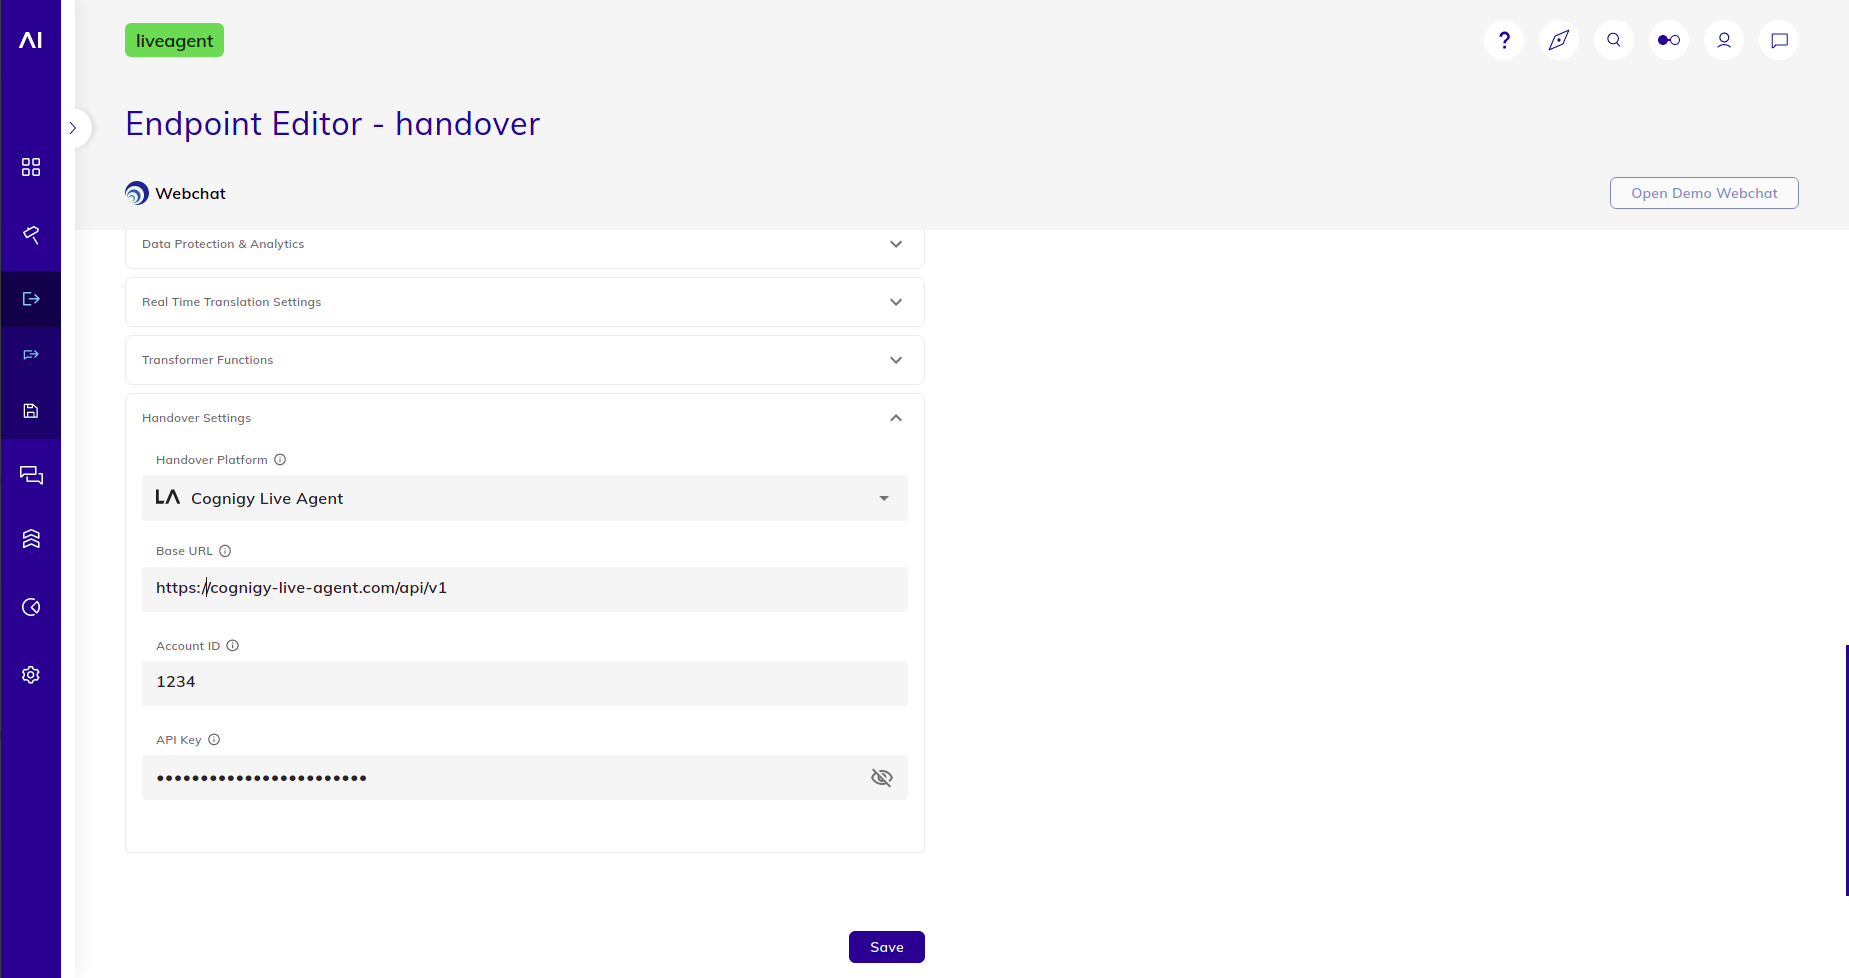 AI
liveagent
?
Endpoint Editor - handover
Webchat
Open Demo Webchat
Data Protection & Analytics
Real Time Translation Settings
Transformer Functions
Handover Settings
Handover Platform
LA Cognigy Live Agent
Base URL
https://cognigy-live-agent.com/api/v1
Account ID
1234
API Key
••••••••••••••••••••••••
Save